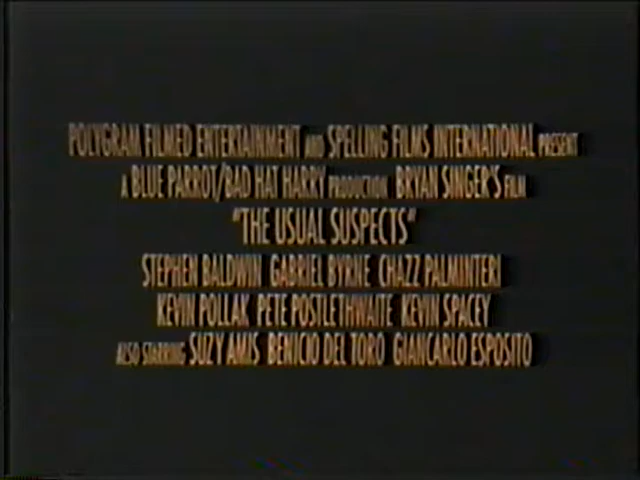 POLYGRAM FILMED ENTERTAINMENT AND SPELLING FILMS INTERNATIONAL PRESENT
A BLUE PARROT/BAD HAT HARRY PRODUCTION BRYAN SINGER'S FILM
"THE USUAL SUSPECTS"
STEPHEN BALDWIN GABRIEL BYRNE CHAZZ PALMINTERI
KEVIN POLLAK PETE POSTLETHWAITE KEVIN SPACEY
ALSO STARRING SUZY AMIS BENICIO DEL TORO GIANCARLO ESPOSITO